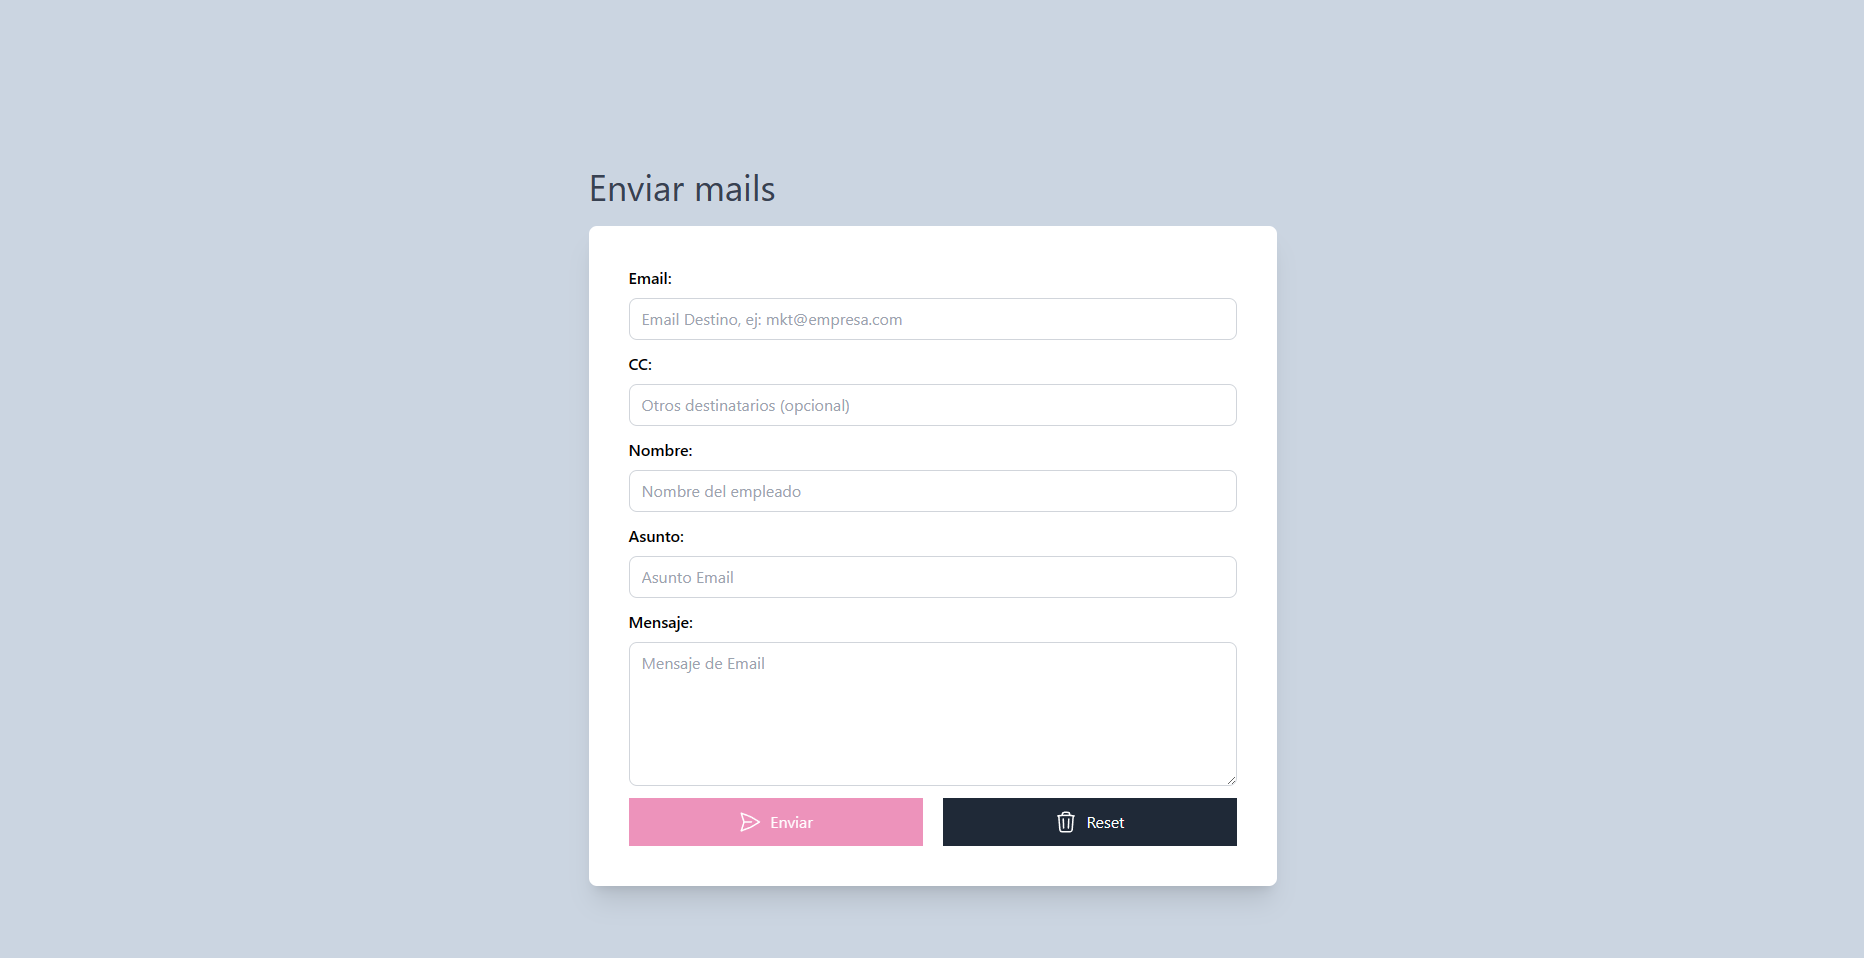 Enviar mails
Email:
Email Destino, ej: mkt@empresa.com
CC:
Otros destinatarios (opcional)
Nombre:
Nombre del empleado
Asunto:
Asunto Email
Mensaje:
Mensaje de Email
Enviar
Reset